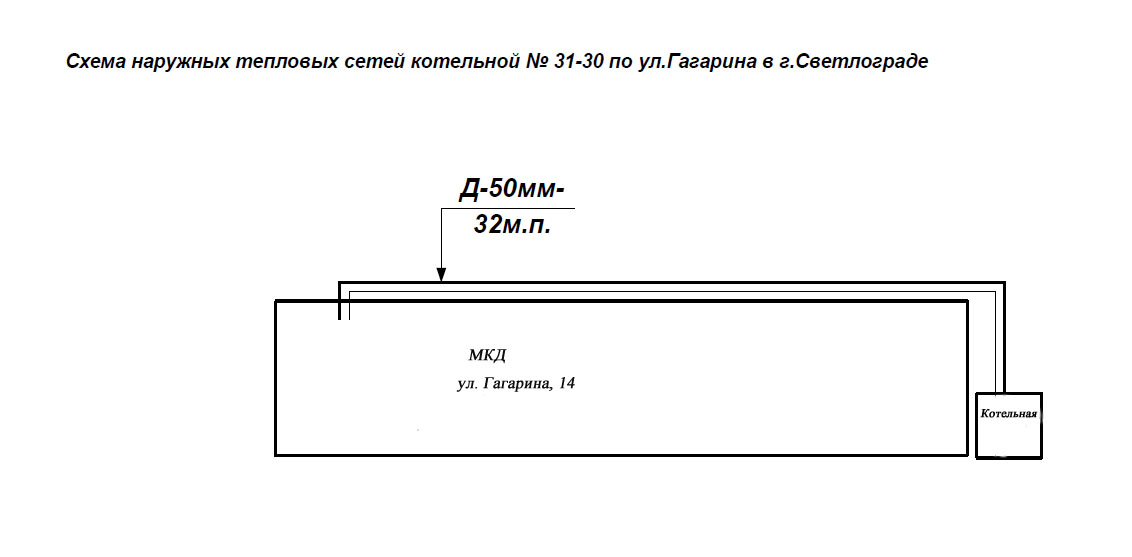 Схема наружных тепловых сетей котельной № 31-30 по ул.Гагарина в г.Светлограде
Д-50мм-
32м.п.
МКД
ул. Гагарина, 14
Котельная